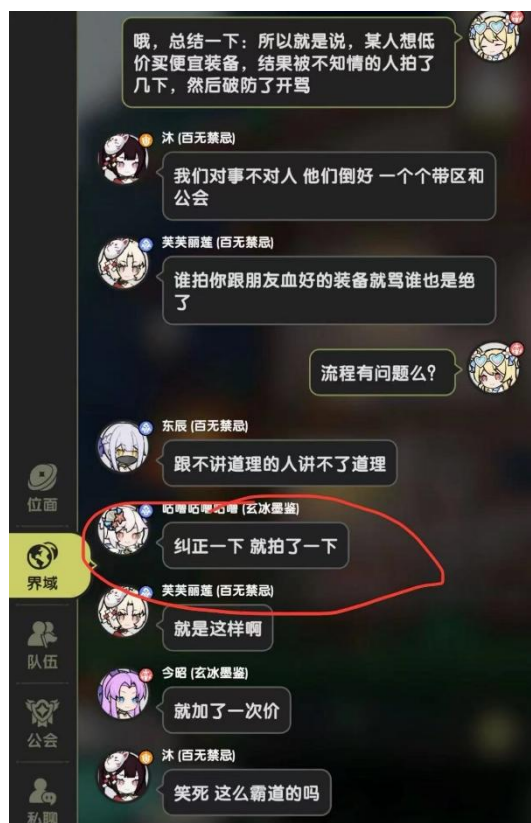 哦，总结一下：所以就是说，某人想低
价买便宜装备，结果被不知情的人拍了
几下，然后破防了开骂
沐 (百无禁忌)
我们对事不对人 他们倒好 一个个带区和
公会
芙芙丽莲 (百无禁忌)
谁拍你跟朋友血好的装备就骂谁也是绝
了
流程有问题么？
东辰 (百无禁忌)
跟不讲道理的人讲不了道理
咕噜咕咃咕噜 (玄冰墨鉴)
纠正一下 就拍了一下
芙芙丽莲 (百无禁忌)
就是这样啊
今昭 (玄冰墨鉴)
就加了一次价
沐 (百无禁忌)
笑死 这么霸道的吗
位面
界域
队伍
公会
私聊